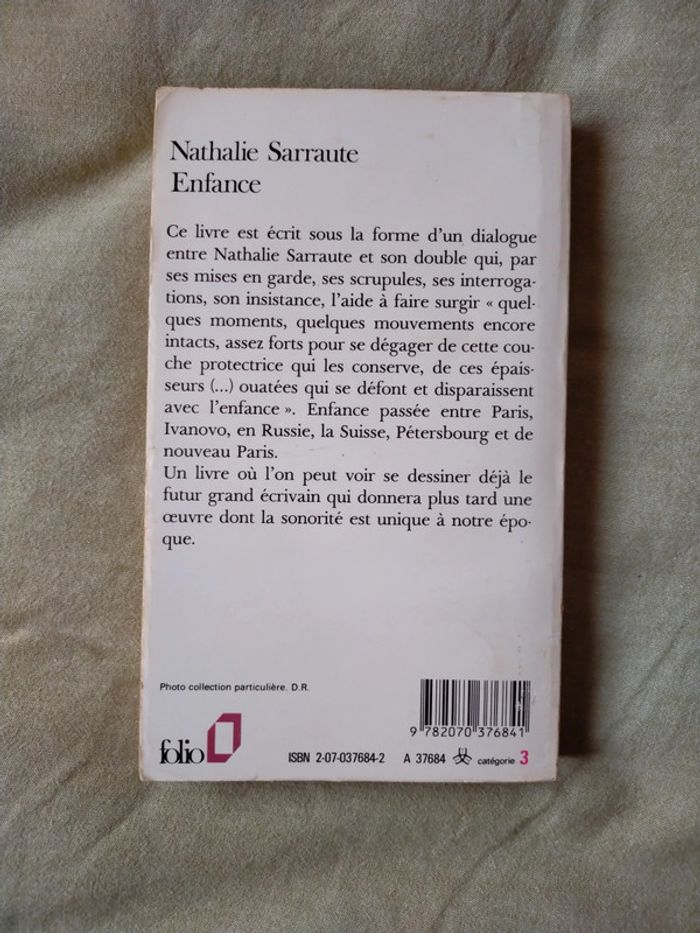 Nathalie Sarraute
Enfance
Ce livre est écrit sous la forme d'un dialogue
entre Nathalie Sarraute et son double qui, par
ses mises en garde, ses scrupules, ses interroga-
tions, son insistance, l'aide à faire surgir « quel-
ques moments, quelques mouvements encore
intacts, assez forts pour se dégager de cette cou-
che protectrice qui les conserve, de ces épais-
seurs (...) ouatées qui se défont et disparaissent
avec l'enfance ». Enfance passée entre Paris,
Ivanovo, en Russie, la Suisse, Pétersbourg et de
nouveau Paris.
Un livre où l'on peut voir se dessiner déjà le
futur grand écrivain qui donnera plus tard une
œuvre dont la sonorité est unique à notre épo-
que.
Photo collection particulière. D.R.
9 782070 376841
folio
ISBN 2-07-037684-2 A 37684 catégorie 3